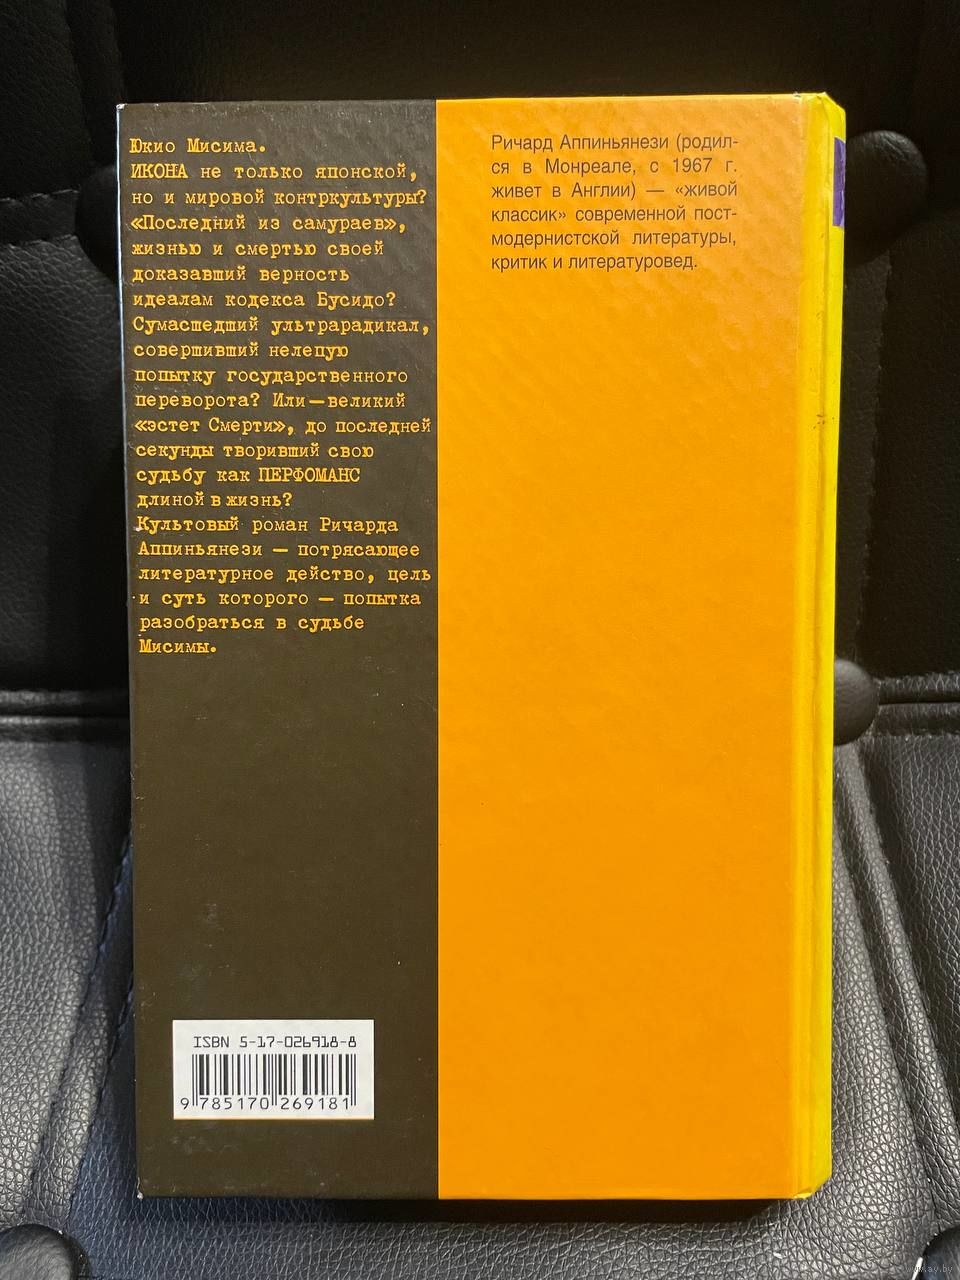 Юкио Мисима.
ИКОНА не только японской,
но и мировой контркультуры?
«Последний из самураев»,
жизнью и смертью своей
доказавший верность
идеалам кодекса Бусидо?
Сумасшедший ультрарадикал,
совершивший нелепую
попытку государственного
переворота? Или — великий
«эстет Смерти», до последней
секунды творивший свою
судьбу как ПЕРФОМАНС
длиной в жизнь?
Культовый роман Ричарда
Аппиньянези — потрясающее
литературное действо, цель
и суть которого — попытка
разобраться в судьбе
Мисимы.
Ричард Аппиньянези (родил-
ся в Монреале, с 1967 г.
живет в Англии) — «живой
классик» современной пост-
модернистской литературы,
критик и литературовед.
ISBN 5-17-026918-8
9 785170 269181
www.ay.by